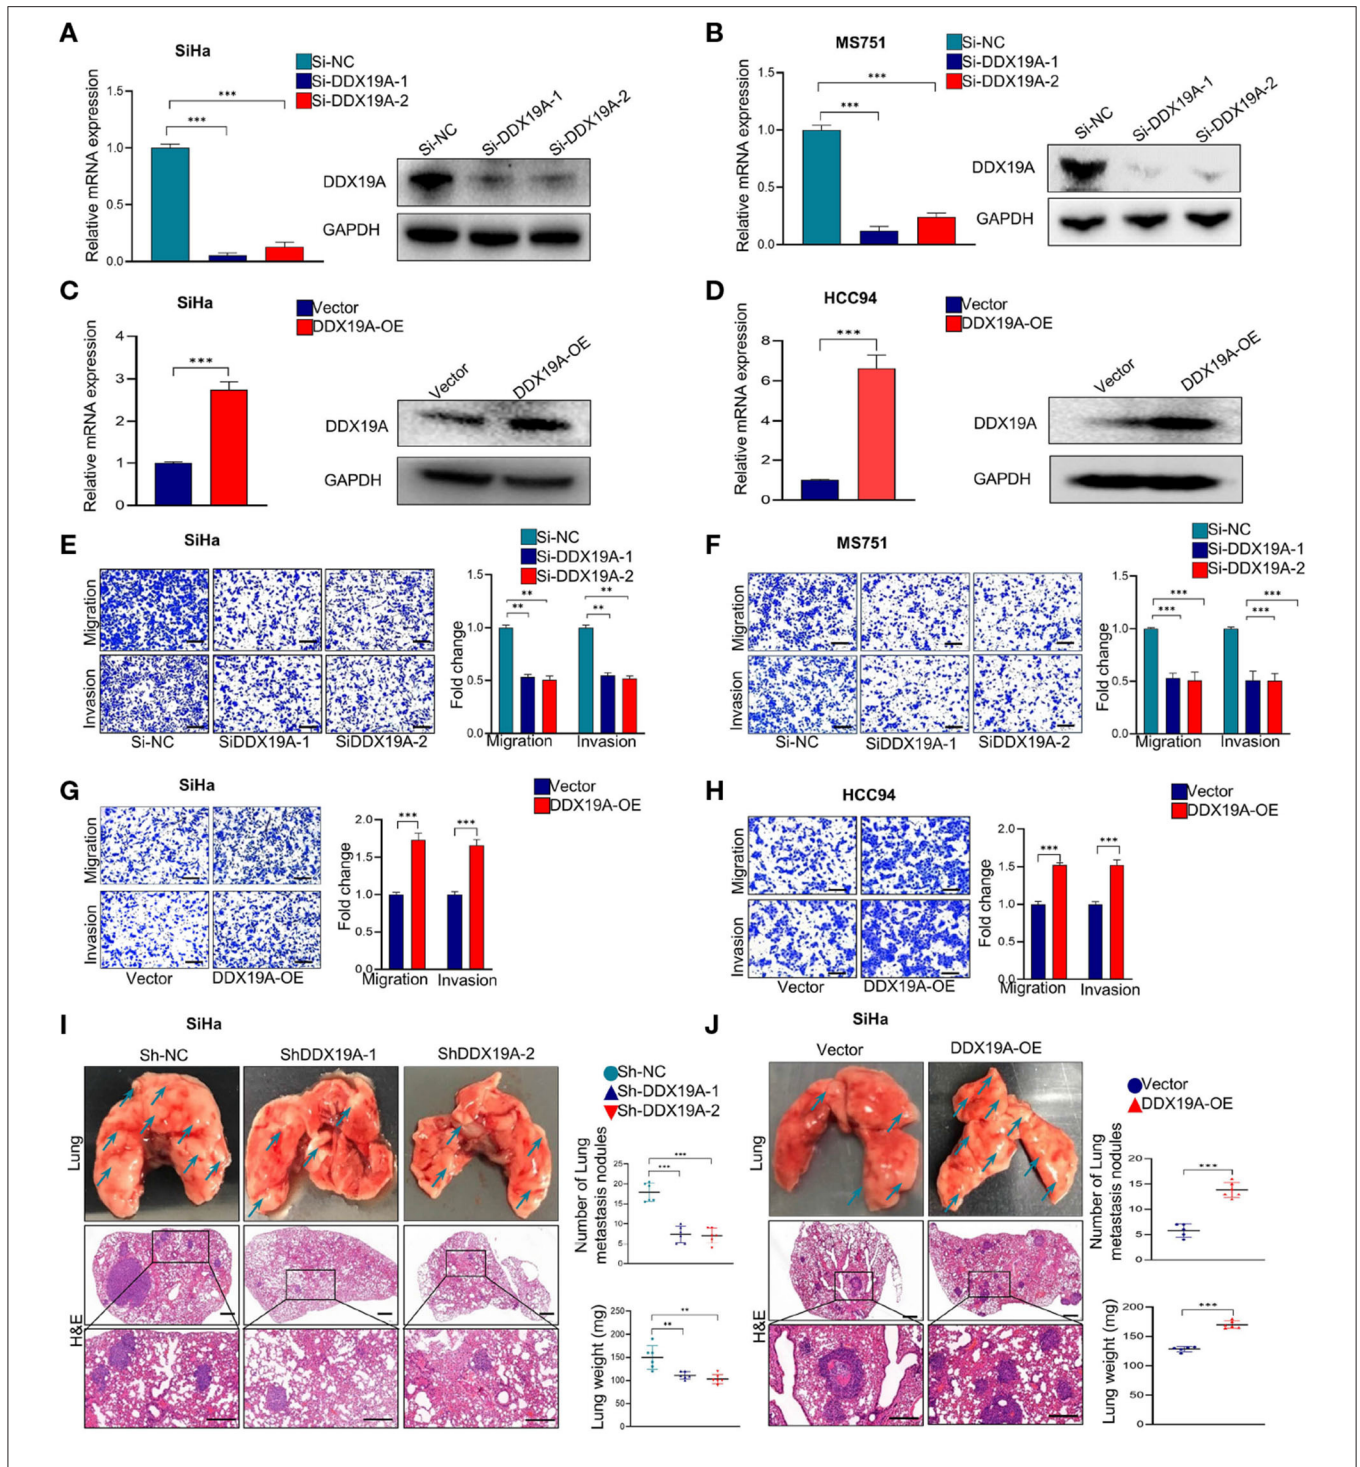 A
SiHa
Si-NC
Si-DDX19A-1
Si-DDX19A-2
Relative mRNA expression
1.5
1.0
0.5
0.0
***
***
Si-NC
Si-DDX19A-1
Si-DDX19A-2
DDX19A
GAPDH
B
MS751
Si-NC
Si-DDX19A-1
Si-DDX19A-2
Relative mRNA expression
1.5
1.0
0.5
0.0
***
***
Si-NC
Si-DDX19A-1
Si-DDX19A-2
DDX19A
GAPDH
C
SiHa
Vector
DDX19A-OE
Relative mRNA expression
4
3
2
1
0
***
Vector
DDX19A-OE
DDX19A
GAPDH
D
HCC94
Vector
DDX19A-OE
Relative mRNA expression
8
6
4
2
0
***
Vector
DDX19A-OE
DDX19A
GAPDH
E
SiHa
Si-NC
Si-DDX19A-1
Si-DDX19A-2
Migration
Invasion
Si-NC
SiDDX19A-1
SiDDX19A-2
Fold change
1.5
1.0
0.5
0.0
**
**
**
**
Migration
Invasion
F
MS751
Si-NC
Si-DDX19A-1
Si-DDX19A-2
Migration
Invasion
Si-NC
SiDDX19A-1
SiDDX19A-2
Fold change
1.5
1.0
0.5
0.0
***
***
***
***
Migration
Invasion
G
SiHa
Vector
DDX19A-OE
Migration
Invasion
Vector
DDX19A-OE
Fold change
2.0
1.5
1.0
0.5
0.0
***
***
Migration
Invasion
H
HCC94
Vector
DDX19A-OE
Migration
Invasion
Vector
DDX19A-OE
Fold change
2.0
1.5
1.0
0.5
0.0
***
***
Migration
Invasion
I
SiHa
Sh-NC
ShDDX19A-1
ShDDX19A-2
Lung
H&E
Sh-NC
Sh-DDX19A-1
Sh-DDX19A-2
Number of Lung
metastasis nodules
25
20
15
10
5
0
***
***
Lung weight (mg)
250
200
150
100
50
0
**
**
J
SiHa
Vector
DDX19A-OE
Lung
H&E
Vector
DDX19A-OE
Number of Lung
metastasis nodules
20
15
10
5
0
***
Lung weight (mg)
200
150
100
50
0
***